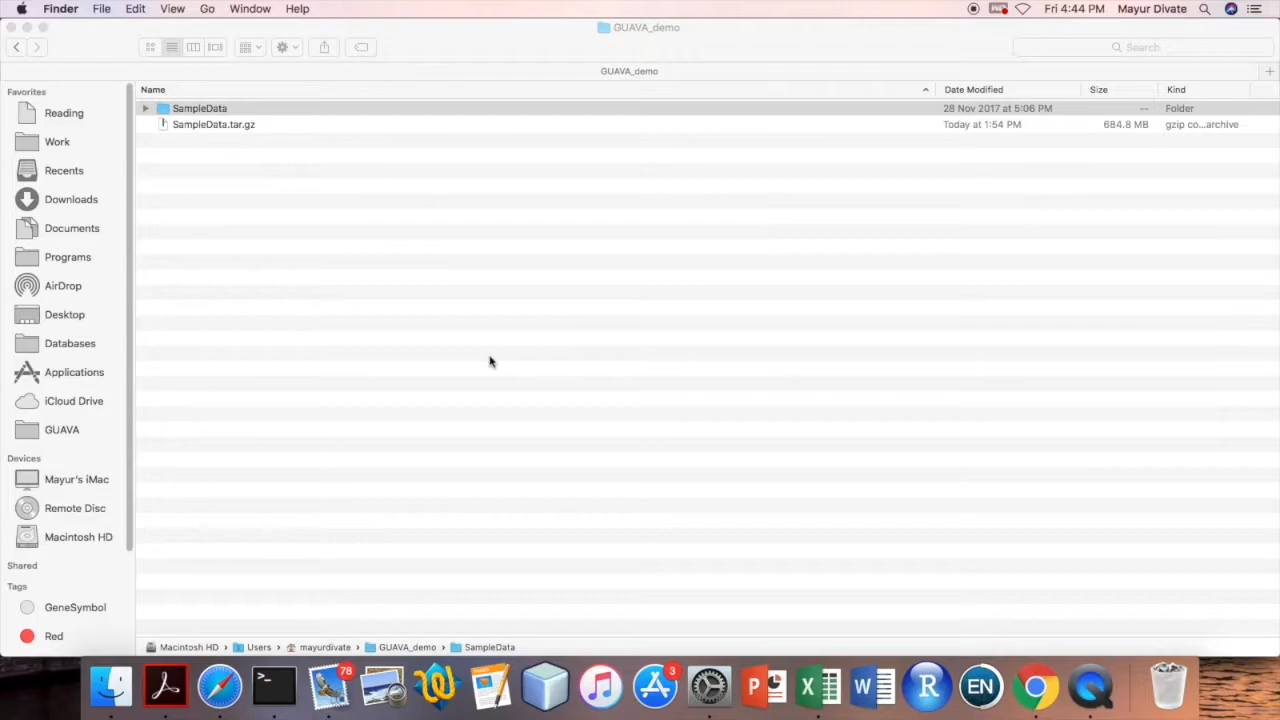 Finder File Edit View Go Window Help Fri 4:44 PM Mayur Divate
GUAVA_demo
Search
GUAVA_demo
Favorites
Name Date Modified Size Kind
SampleData 28 Nov 2017 at 5:06 PM -- Folder
SampleData.tar.gz Today at 1:54 PM 684.8 MB gzip co...archive
Reading
Work
Recents
Downloads
Documents
Programs
AirDrop
Desktop
Databases
Applications
iCloud Drive
GUAVA
Devices
Mayur's iMac
Remote Disc
Macintosh HD
Shared
Tags
GeneSymbol
Red
Macintosh HD Users mayurdivate GUAVA_demo SampleData
78
3
P
X
W
R
EN